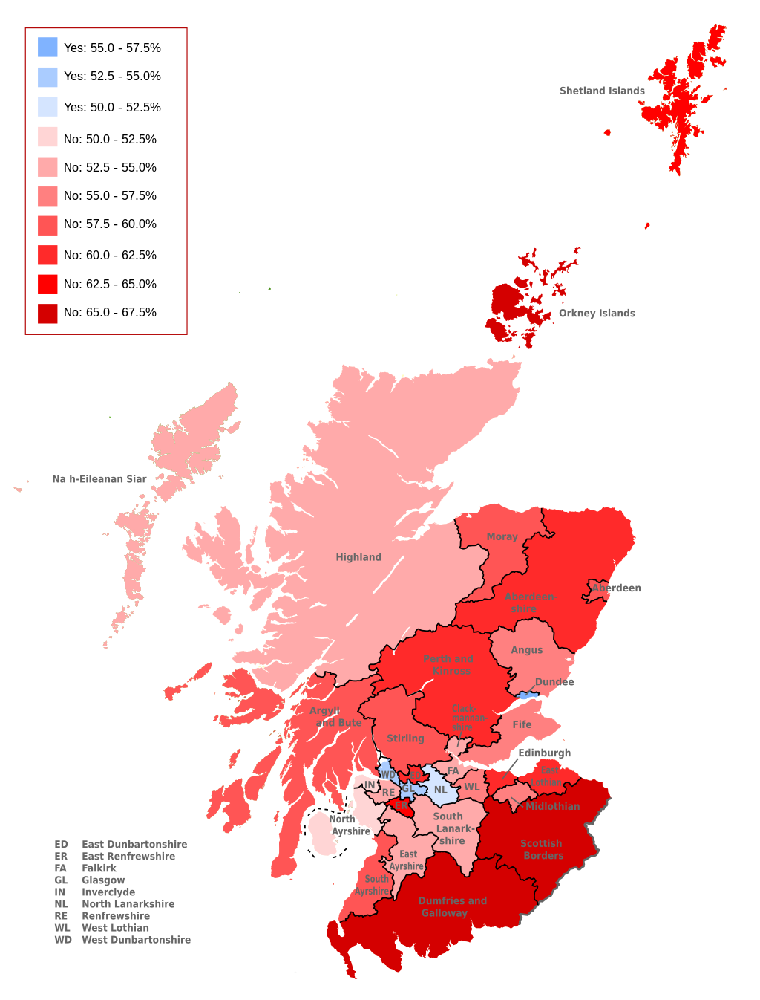 Yes: 55.0 - 57.5%
Yes: 52.5 - 55.0%
Yes: 50.0 - 52.5%
No: 50.0 - 52.5%
No: 52.5 - 55.0%
No: 55.0 - 57.5%
No: 57.5 - 60.0%
No: 60.0 - 62.5%
No: 62.5 - 65.0%
No: 65.0 - 67.5%
Shetland Islands
Orkney Islands
Na h-Eileanan Siar
Highland
Moray
Aberdeen
Aberdeen-
shire
Angus
Perth and
Kinross
Dundee
Argyll
and Bute
Clack-
mannan-
shire
Stirling
Fife
Edinburgh
WD
ED
FA
East
Lothian
IN
RE
GL
NL
WL
ER
Midlothian
North
Ayrshire
South
Lanark-
shire
Scottish
Borders
East
Ayrshire
South
Ayrshire
Dumfries and
Galloway
ED East Dunbartonshire
ER East Renfrewshire
FA Falkirk
GL Glasgow
IN Inverclyde
NL North Lanarkshire
RE Renfrewshire
WL West Lothian
WD West Dunbartonshire